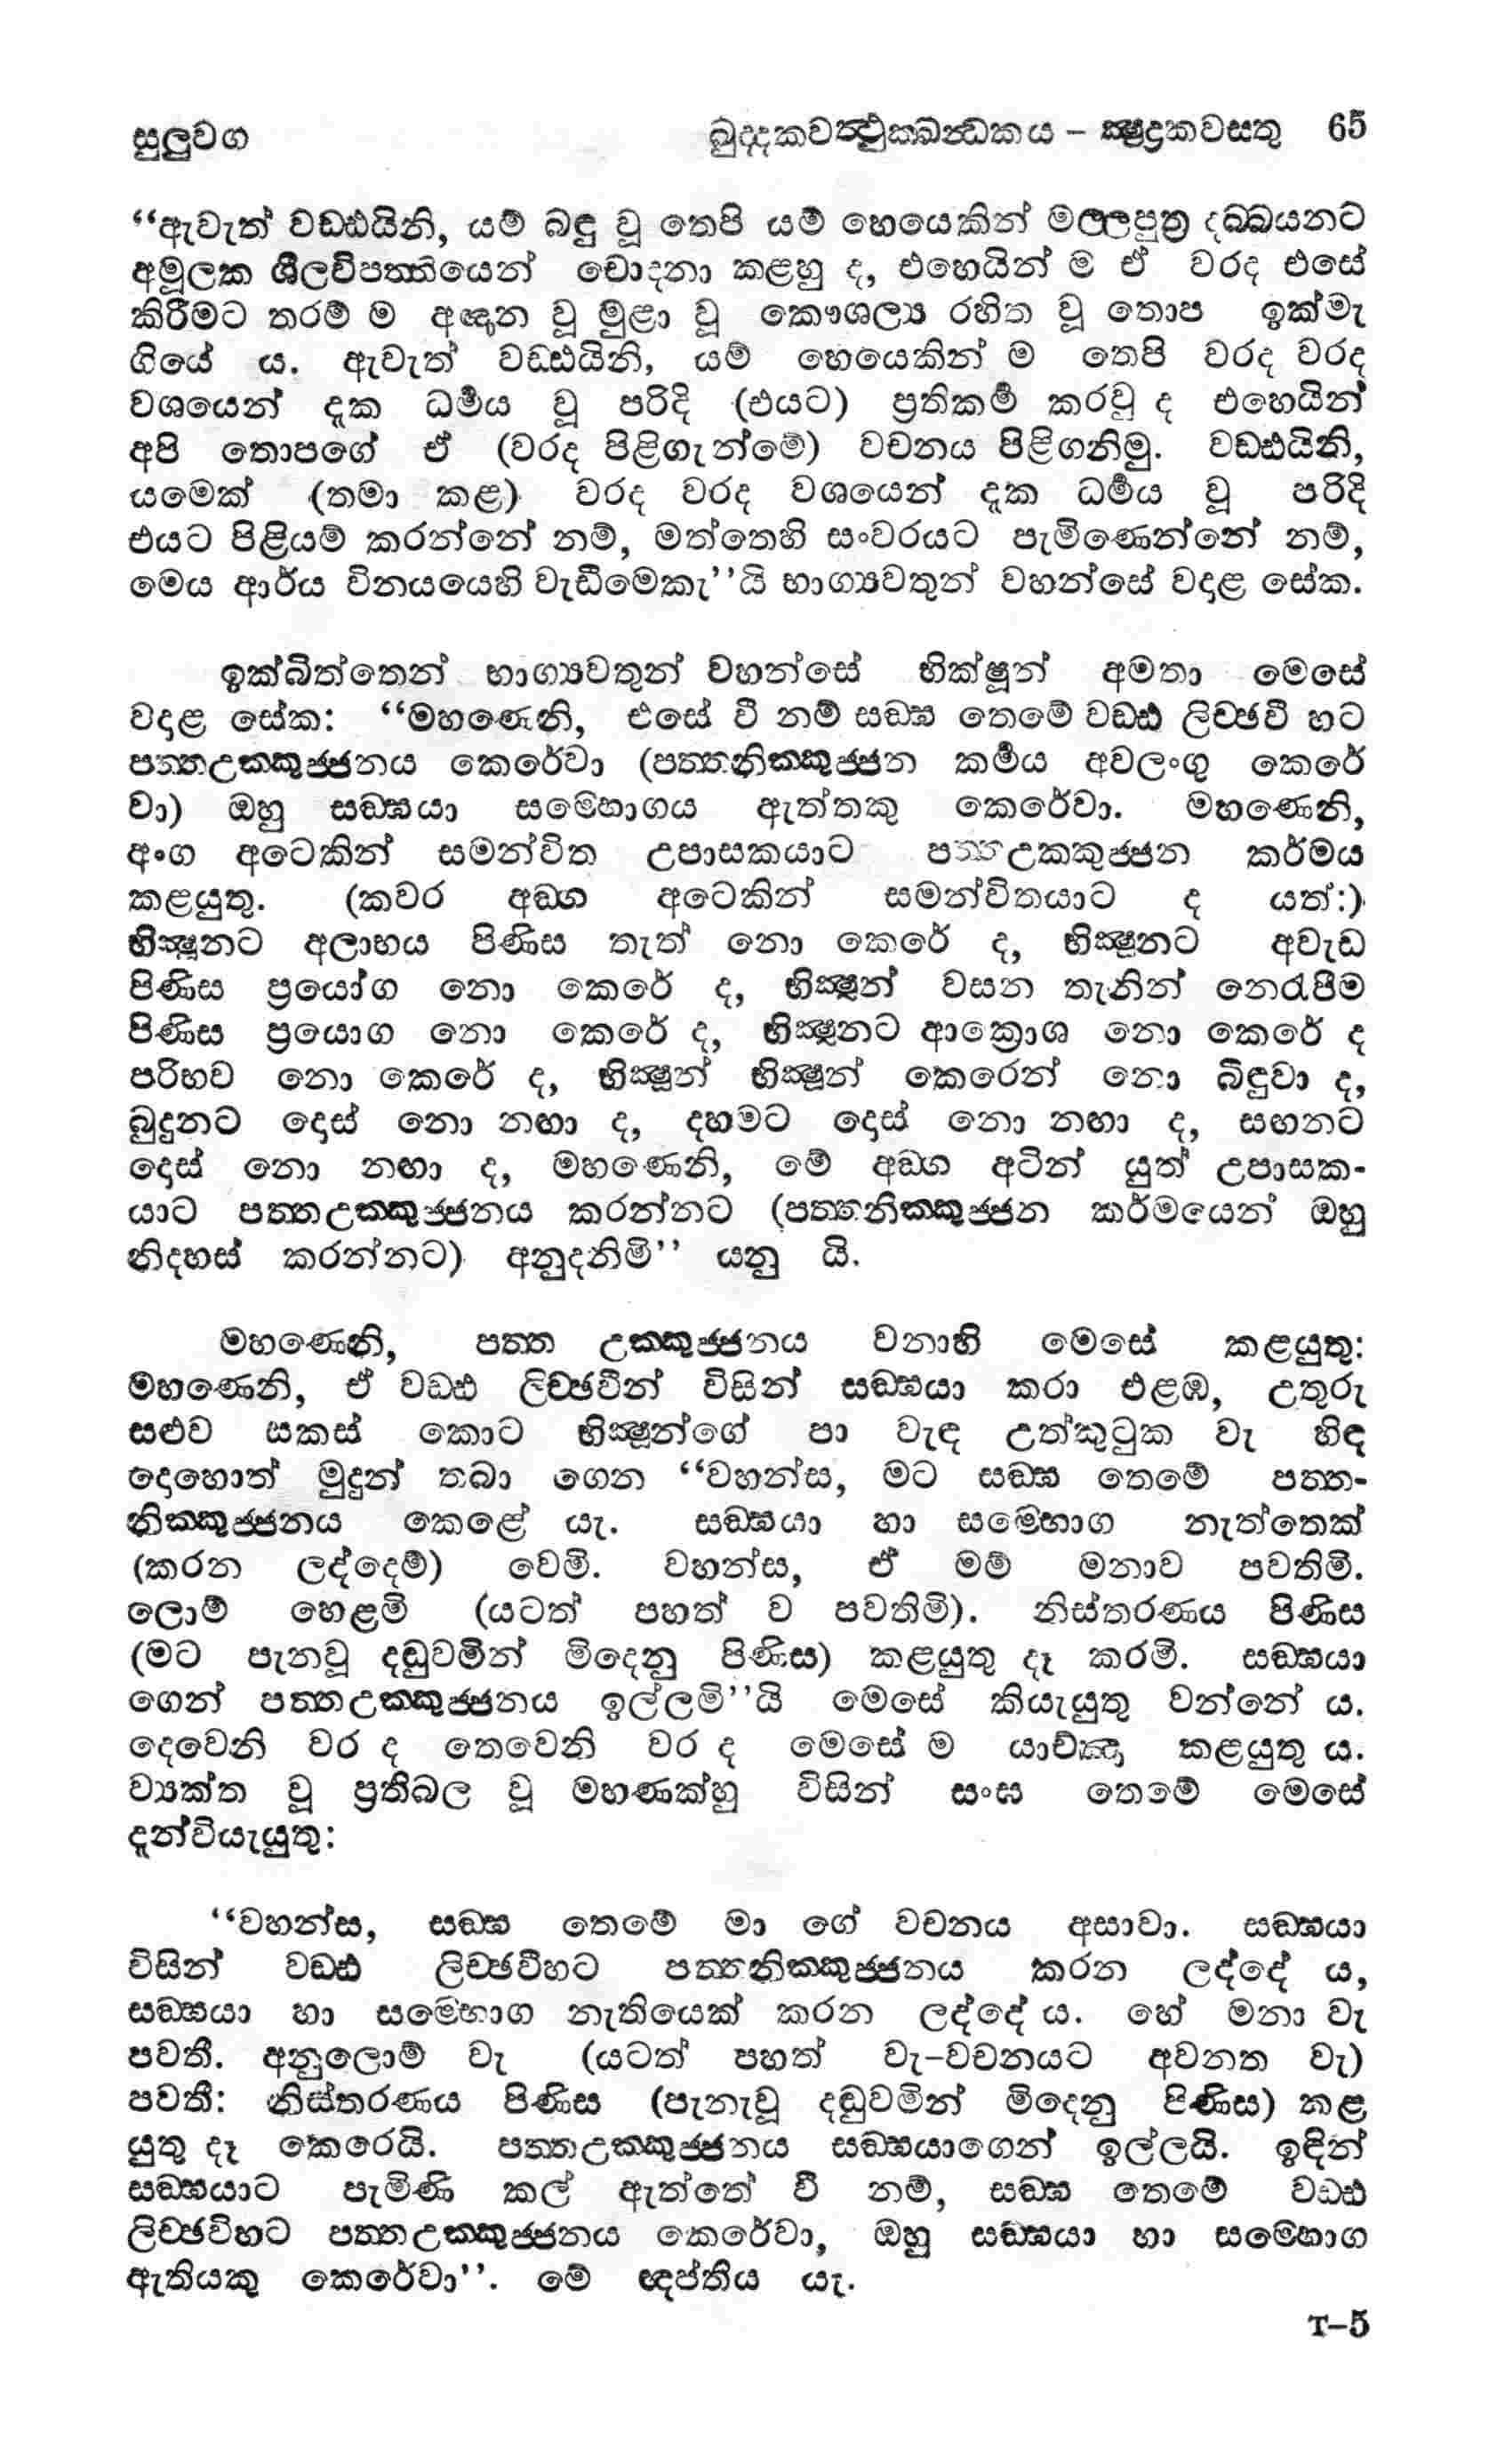 සුලුවග ඛුද්දකවත්ථුක්ඛන්ධකය - ක්‍ෂුද්‍රකවස්තු 65
“ඇවැත් වඩ්ඪයිනි, යම් බඳු වූ තෙපි යම් හෙයෙකින් මල්ලපුත්‍ර දබ්බයනට
අමූලක ශීලවිපත්තියෙන් චොදනා කළහු ද, එහෙයින් ම ඒ වරද එසේ
කිරීමට තරම් ම අඥාන වූ මුළා වූ කෞශල්‍ය රහිත වූ තොප ඉක්මැ
ගියේ ය. ඇවැත් වඩ්ඪයිනි, යම් හෙයෙකින් ම තෙපි වරද වරද
වශයෙන් දැක ධර්‍මය වූ පරිදි (එයට) ප්‍රතිකර්‍ම කරවු ද එහෙයින්
අපි තොපගේ ඒ (වරද පිළිගැන්මේ) වචනය පිළිගනිමු. වඩ්ඪයිනි,
යමෙක් (තමා කළ) වරද වරද වශයෙන් දැක ධර්‍මය වූ පරිදි
එයට පිළියම් කරන්නේ නම්, මත්තෙහි සංවරයට පැමිණෙන්නේ නම්,
මෙය ආර්ය විනයයෙහි වැඩීමෙකැ’’යි භාග්‍යවතුන් වහන්සේ වදාළ සේක.
ඉක්බිත්තෙන් භාග්‍යවතුන් වහන්සේ භික්ෂූන් අමතා මෙසේ
වදාළ සේක: “මහණෙනි, එසේ වී නම් සඞ්ඝ තෙමේ වඩ්ඪ ලිච්ඡවී හට
පත්තඋක්කුජ්ජනය කෙරේවා (පත්තනික්කුජ්ජන කර්‍මය අවලංගු කෙරේ
වා) ඔහු සඞ්ඝයා සම්භොගය ඇත්තකු කෙරේවා. මහණෙනි,
අංග අටෙකින් සමන්විත උපාසකයාට පත්තඋක්කුජ්ජන කර්මය
කළයුතු. (කවර අඞ්ග අටෙකින් සමන්විතයාට ද යත්:)
භික්‍ෂූනට අලාභය පිණිස තැත් නො කෙරේ ද, භික්‍ෂූනට අවැඩ
පිණිස ප්‍රයෝග නො කෙරේ ද, භික්‍ෂූන් වසන තැනින් නෙරැපීම
පිණිස ප්‍රයොග නො කෙරේ ද, භික්‍ෂූනට ආක්‍රොශ නො කෙරේ ද
පරිභව නො කෙරේ ද, භික්‍ෂූන් භික්‍ෂූන් කෙරෙන් නො බිඳුවා ද,
බුදුනට දොස් නො නඟා ද, දහමට දොස් නො නඟා ද, සඟනට
දොස් නො නඟා ද, මහණෙනි, මේ අඞ්ග අටින් යුත් උපාසක-
යාට පත්තඋක්කුජ්ජනය කරන්නට (පත්තනික්කුජ්ජන කර්මයෙන් ඔහු
නිදහස් කරන්නට) අනුදනිමි’’ යනු යි.
මහණෙනි, පත්ත උක්කුජ්ජනය වනාහි මෙසේ කළයුතු:
මහණෙනි, ඒ වඩ්ඪ ලිච්ඡවීන් විසින් සඞ්ඝයා කරා එළඹ, උතුරු
සළුව සකස් කොට භික්‍ෂූන්ගේ පා වැඳ උත්කුටුක වැ හිඳ
දොහොත් මුදුන් තබා ගෙන “වහන්ස, මට සඞ්ඝ තෙමේ පත්ත-
නික්කුජ්ජනය කෙළේ යැ. සඞ්ඝයා හා සම්භොග නැත්තෙක්
(කරන ලද්දෙම්) වෙමි. වහන්ස, ඒ මම් මනාව පවතිමි.
ලොම් හෙළමි (යටත් පහත් ව පවතිමි). නිස්තරණය පිණිස
(මට පැනවූ දඬුවමින් මිදෙනු පිණිස) කළයුතු දෑ කරමි. සඞ්ඝයා
ගෙන් පත්තඋක්කුජ්ජනය ඉල්ලමි’’යි මෙසේ කියැයුතු වන්නේ ය.
දෙවෙනි වර ද තෙවෙනි වර ද මෙසේ ම යාච්ඤා කළයුතු ය.
ව්‍යක්ත වූ ප්‍රතිබල වූ මහණක්හු විසින් සංඝ තෙමේ මෙසේ
දැන්වියැයුතු:
“වහන්ස, සඞ්ඝ තෙමේ මා ගේ වචනය අසාවා. සඞ්ඝයා
විසින් වඩ්ඪ ලිච්ඡවීහට පත්තනික්කුජ්ජනය කරන ලද්දේ ය,
සඞ්ඝයා හා සම්භොග නැතියෙක් කරන ලද්දේ ය. හේ මනා වැ
පවතී. අනුලොම් වැ (යටත් පහත් වැ-වචනයට අවනත වැ)
පවතී: නිස්තරණය පිණිස (පැනැවූ දඬුවමින් මිදෙනු පිණිස) කළ
යුතු දෑ කෙරෙයි. පත්තඋක්කුජ්ජනය සඞ්ඝයාගෙන් ඉල්ලයි. ඉඳින්
සඞ්ඝයාට පැමිණි කල් ඇත්තේ වී නම්, සඞ්ඝ තෙමේ වඩ්ඪ
ලිච්ඡවිහට පත්තඋක්කුජ්ජනය කෙරේවා, ඔහු සඞ්ඝයා හා සම්භොග
ඇතියකු කෙරේවා’’. මේ ඥප්තිය යැ.
T-5